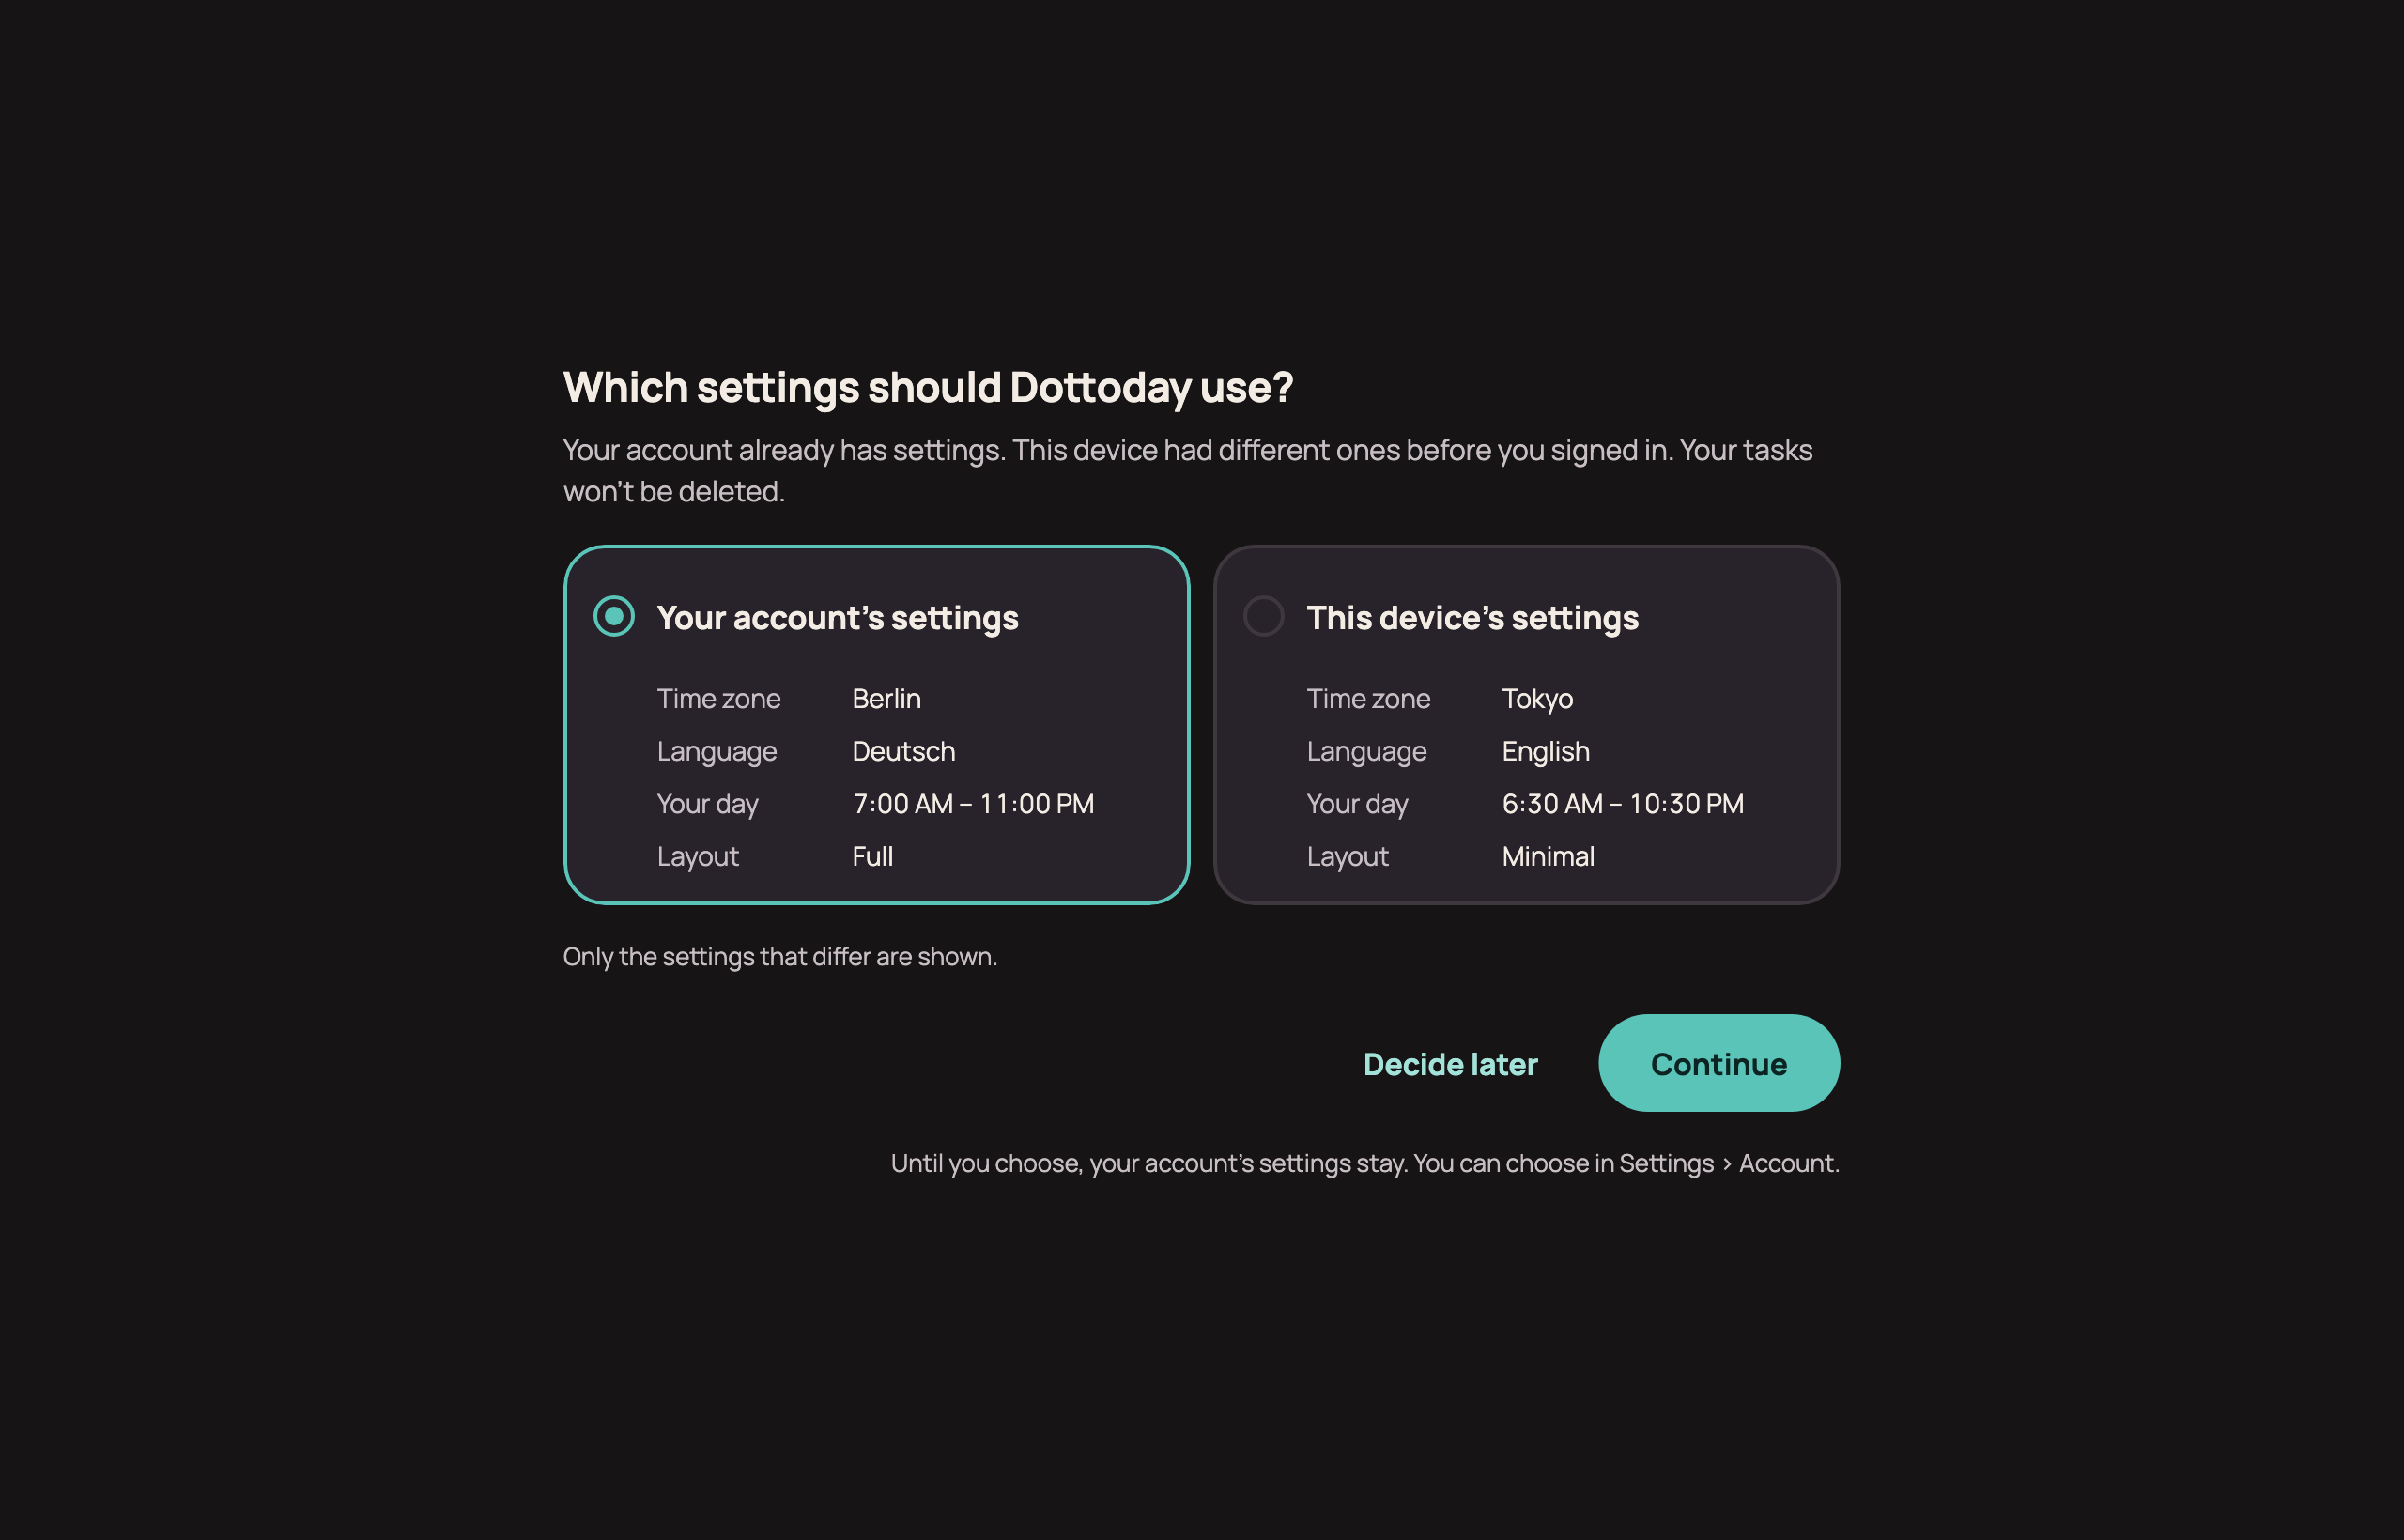 Which settings should Dottoday use?
Your account already has settings. This device had different ones before you signed in. Your tasks
won’t be deleted.
Your account’s settings
Time zone Berlin
Language Deutsch
Your day 7:00 AM – 11:00 PM
Layout Full
This device’s settings
Time zone Tokyo
Language English
Your day 6:30 AM – 10:30 PM
Layout Minimal
Only the settings that differ are shown.
Decide later
Continue
Until you choose, your account’s settings stay. You can choose in Settings › Account.